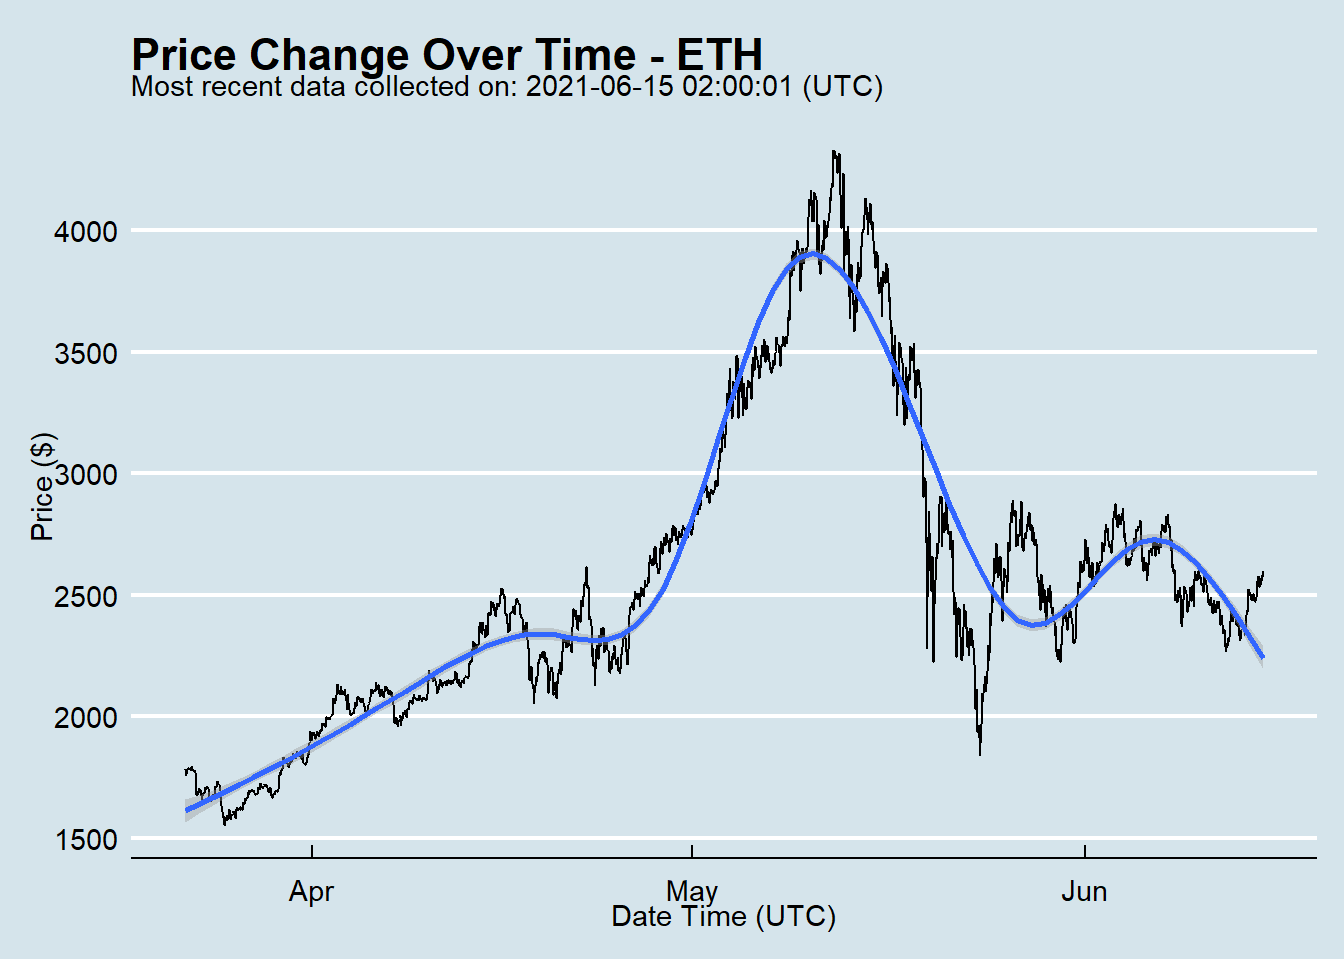 Price Change Over Time - ETH
Most recent data collected on: 2021-06-15 02:00:01 (UTC)
Price ($)
4000
3500
3000
2500
2000
1500
Apr
May
Jun
Date Time (UTC)